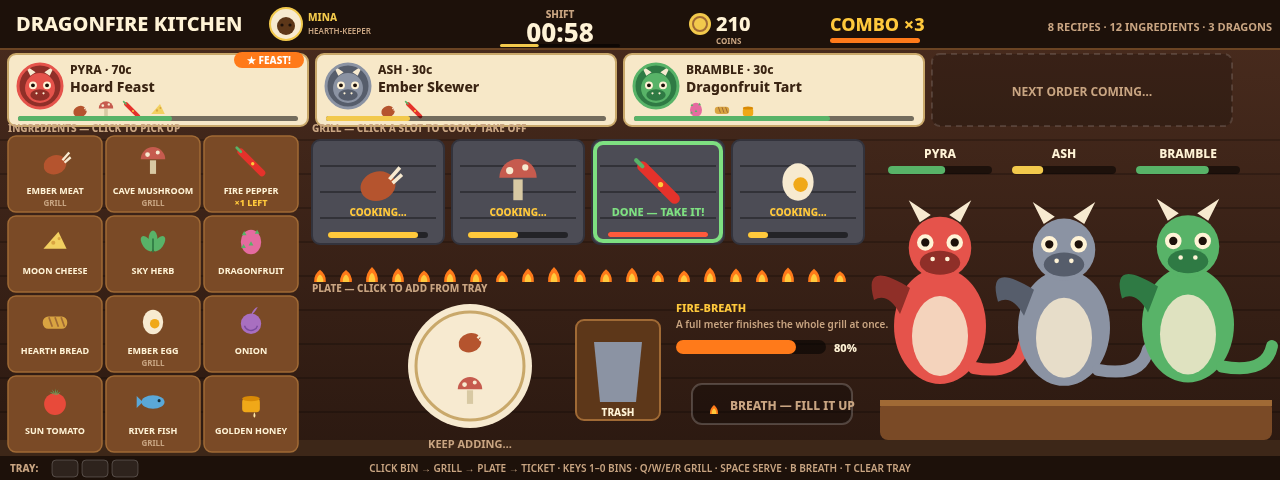 DRAGONFIRE KITCHEN
MINA
HEARTH-KEEPER
SHIFT
00:58
210
COINS
COMBO ×3
8 RECIPES · 12 INGREDIENTS · 3 DRAGONS
PYRA · 70c
★ FEAST!
Hoard Feast
ASH · 30c
Ember Skewer
BRAMBLE · 30c
Dragonfruit Tart
NEXT ORDER COMING...
INGREDIENTS — CLICK TO PICK UP
GRILL — CLICK A SLOT TO COOK / TAKE OFF
EMBER MEAT
GRILL
CAVE MUSHROOM
GRILL
FIRE PEPPER
×1 LEFT
MOON CHEESE
SKY HERB
DRAGONFRUIT
HEARTH BREAD
EMBER EGG
GRILL
ONION
SUN TOMATO
RIVER FISH
GRILL
GOLDEN HONEY
COOKING...
COOKING...
DONE — TAKE IT!
COOKING...
PYRA
ASH
BRAMBLE
PLATE — CLICK TO ADD FROM TRAY
KEEP ADDING...
TRASH
FIRE-BREATH
A full meter finishes the whole grill at once.
80%
BREATH — FILL IT UP
TRAY:
CLICK BIN → GRILL → PLATE → TICKET · KEYS 1–0 BINS · Q/W/E/R GRILL · SPACE SERVE · B BREATH · T CLEAR TRAY